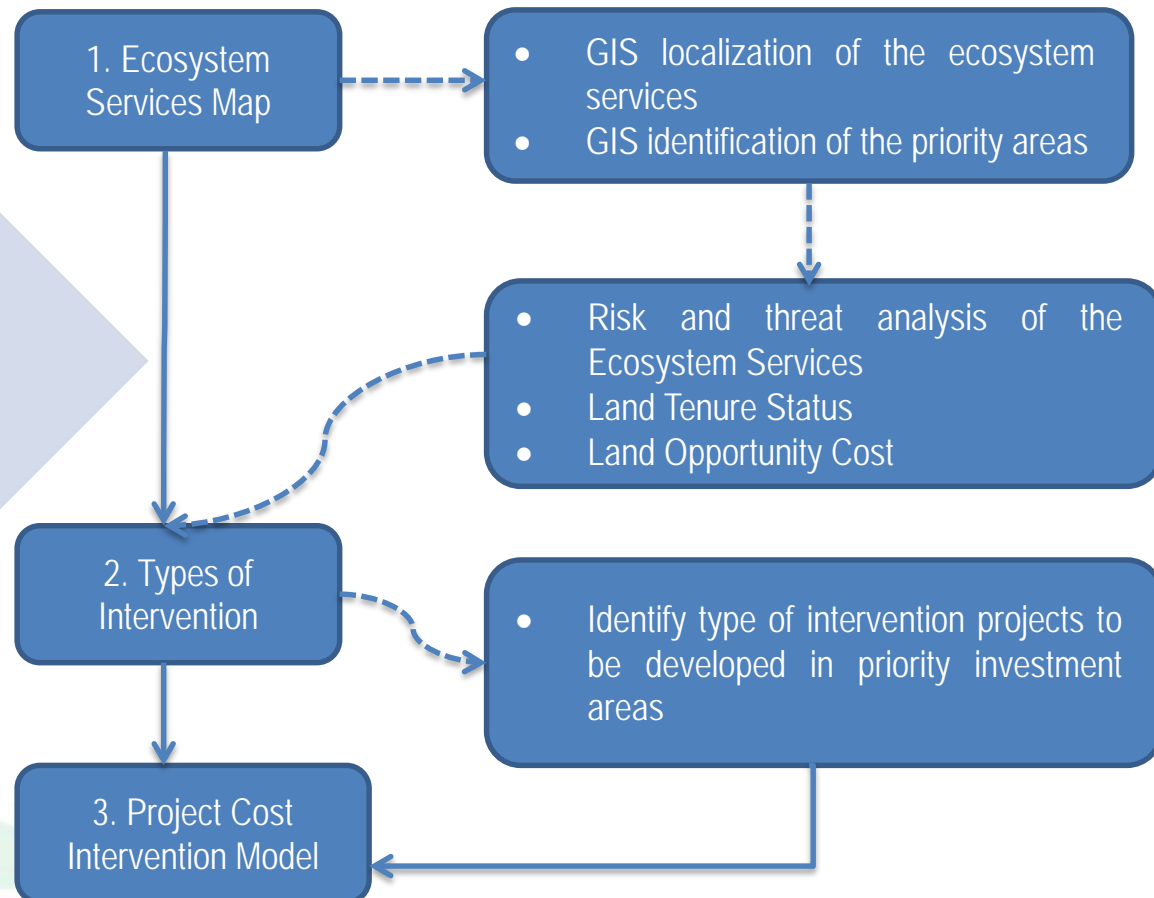 1. Ecosystem
Services Map
• GIS localization of the ecosystem
services
• GIS identification of the priority areas
• Risk and threat analysis of the
Ecosystem Services
• Land Tenure Status
• Land Opportunity Cost
2. Types of
Intervention
• Identify type of intervention projects to
be developed in priority investment
areas
3. Project Cost
Intervention Model